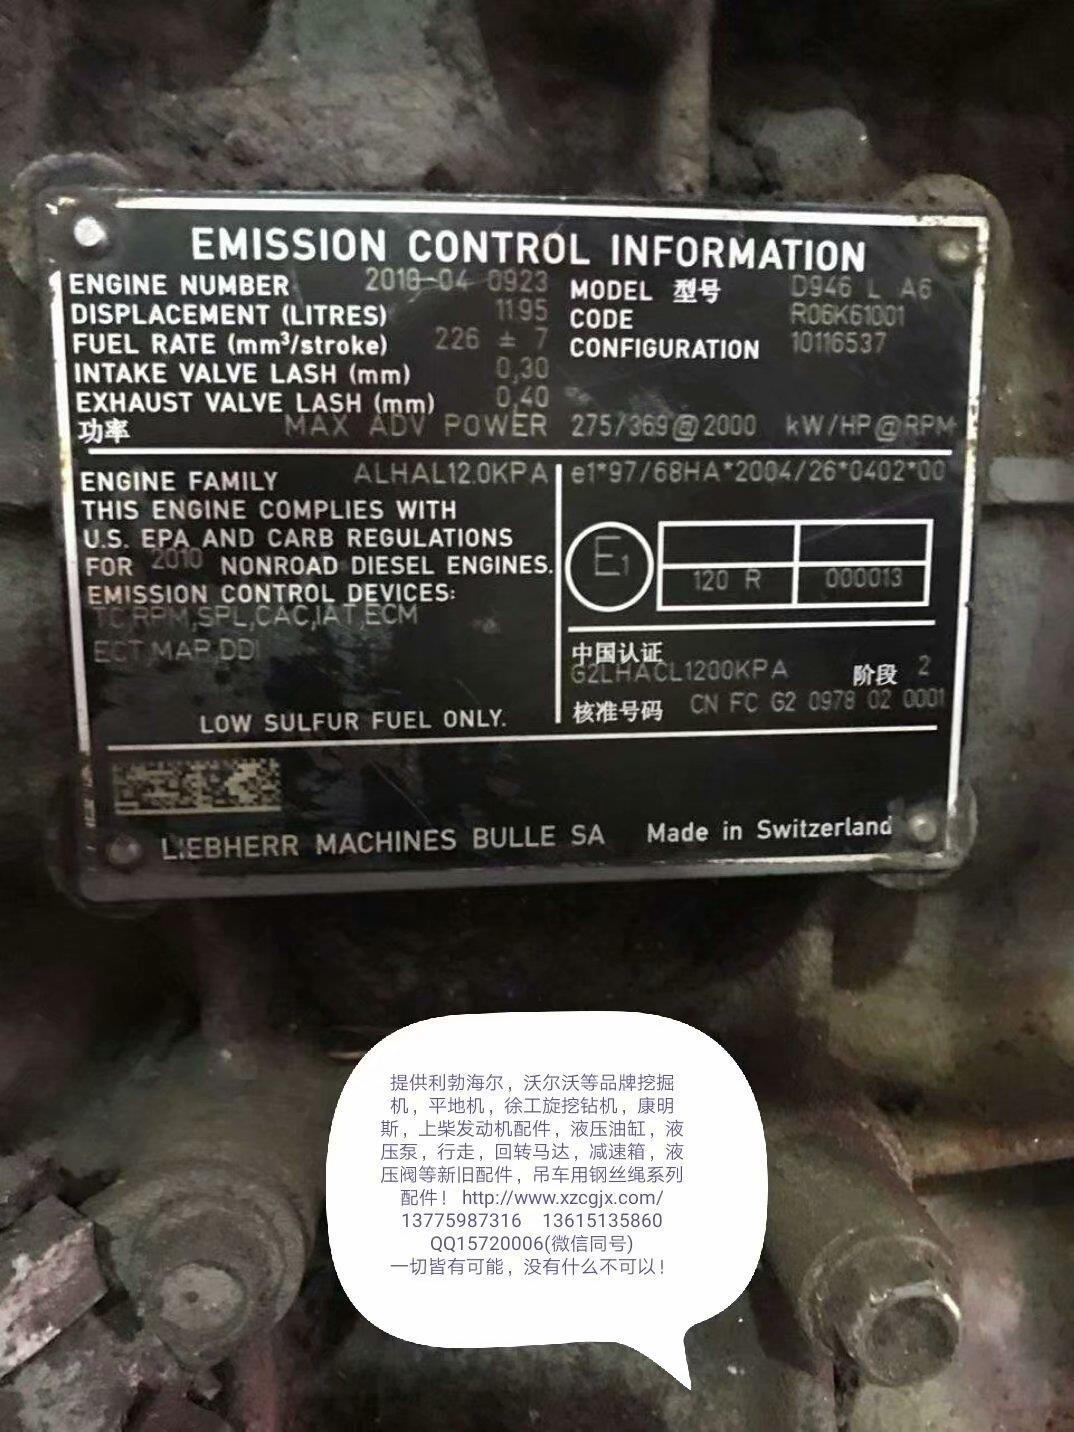 EMISSION CONTROL INFORMATION
ENGINE NUMBER 2010-04 0923 MODEL 型号 D946 L A6
DISPLACEMENT (LITRES) 11.95 CODE R06K61001
FUEL RATE (mm³/stroke) 226 ± 7 CONFIGURATION 10116537
INTAKE VALVE LASH (mm) 0,30
EXHAUST VALVE LASH (mm) 0,40
功率 MAX ADV POWER 275/369@2000 kW/HP@RPM
ENGINE FAMILY ALHAL12.0KPA
THIS ENGINE COMPLIES WITH
U.S. EPA AND CARB REGULATIONS
FOR 2010 NONROAD DIESEL ENGINES.
EMISSION CONTROL DEVICES:
TC,RPM,SPL,CAC,IAT,ECM
ECT,MAP,DDI
LOW SULFUR FUEL ONLY.
e1*97/68HA*2004/26*0402*00
E1
120 R 000013
中国认证
G2LHACL1200KPA 阶段 2
核准号码 CN FC G2 0978 02 0001
LIEBHERR MACHINES BULLE SA Made in Switzerland
提供利勃海尔，沃尔沃等品牌挖掘
机，平地机，徐工旋挖钻机，康明
斯，上柴发动机配件，液压油缸，液
压泵，行走，回转马达，减速箱，液
压阀等新旧配件，吊车用钢丝绳系列
配件！http://www.xzcgjx.com/
13775987316 13615135860
QQ15720006(微信同号)
一切皆有可能，没有什么不可以！